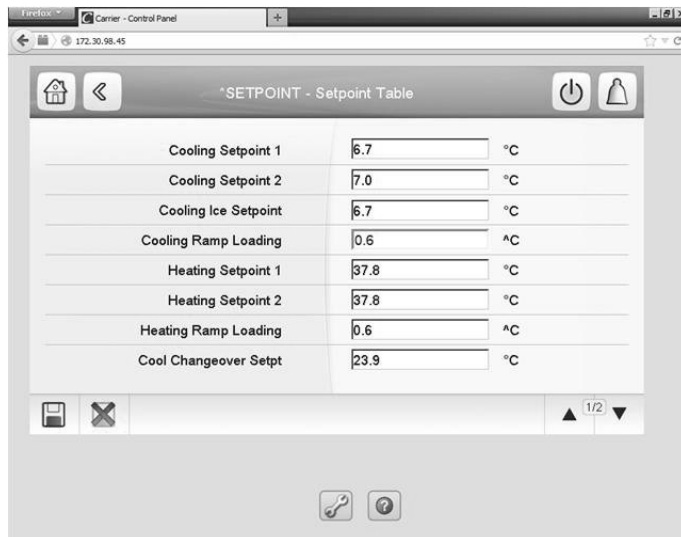 Firefox
Carrier - Control Panel
172.30.98.45
*SETPOINT - Setpoint Table
Cooling Setpoint 1 6.7 °C
Cooling Setpoint 2 7.0 °C
Cooling Ice Setpoint 6.7 °C
Cooling Ramp Loading 0.6 ^C
Heating Setpoint 1 37.8 °C
Heating Setpoint 2 37.8 °C
Heating Ramp Loading 0.6 ^C
Cool Changeover Setpt 23.9 °C
1/2